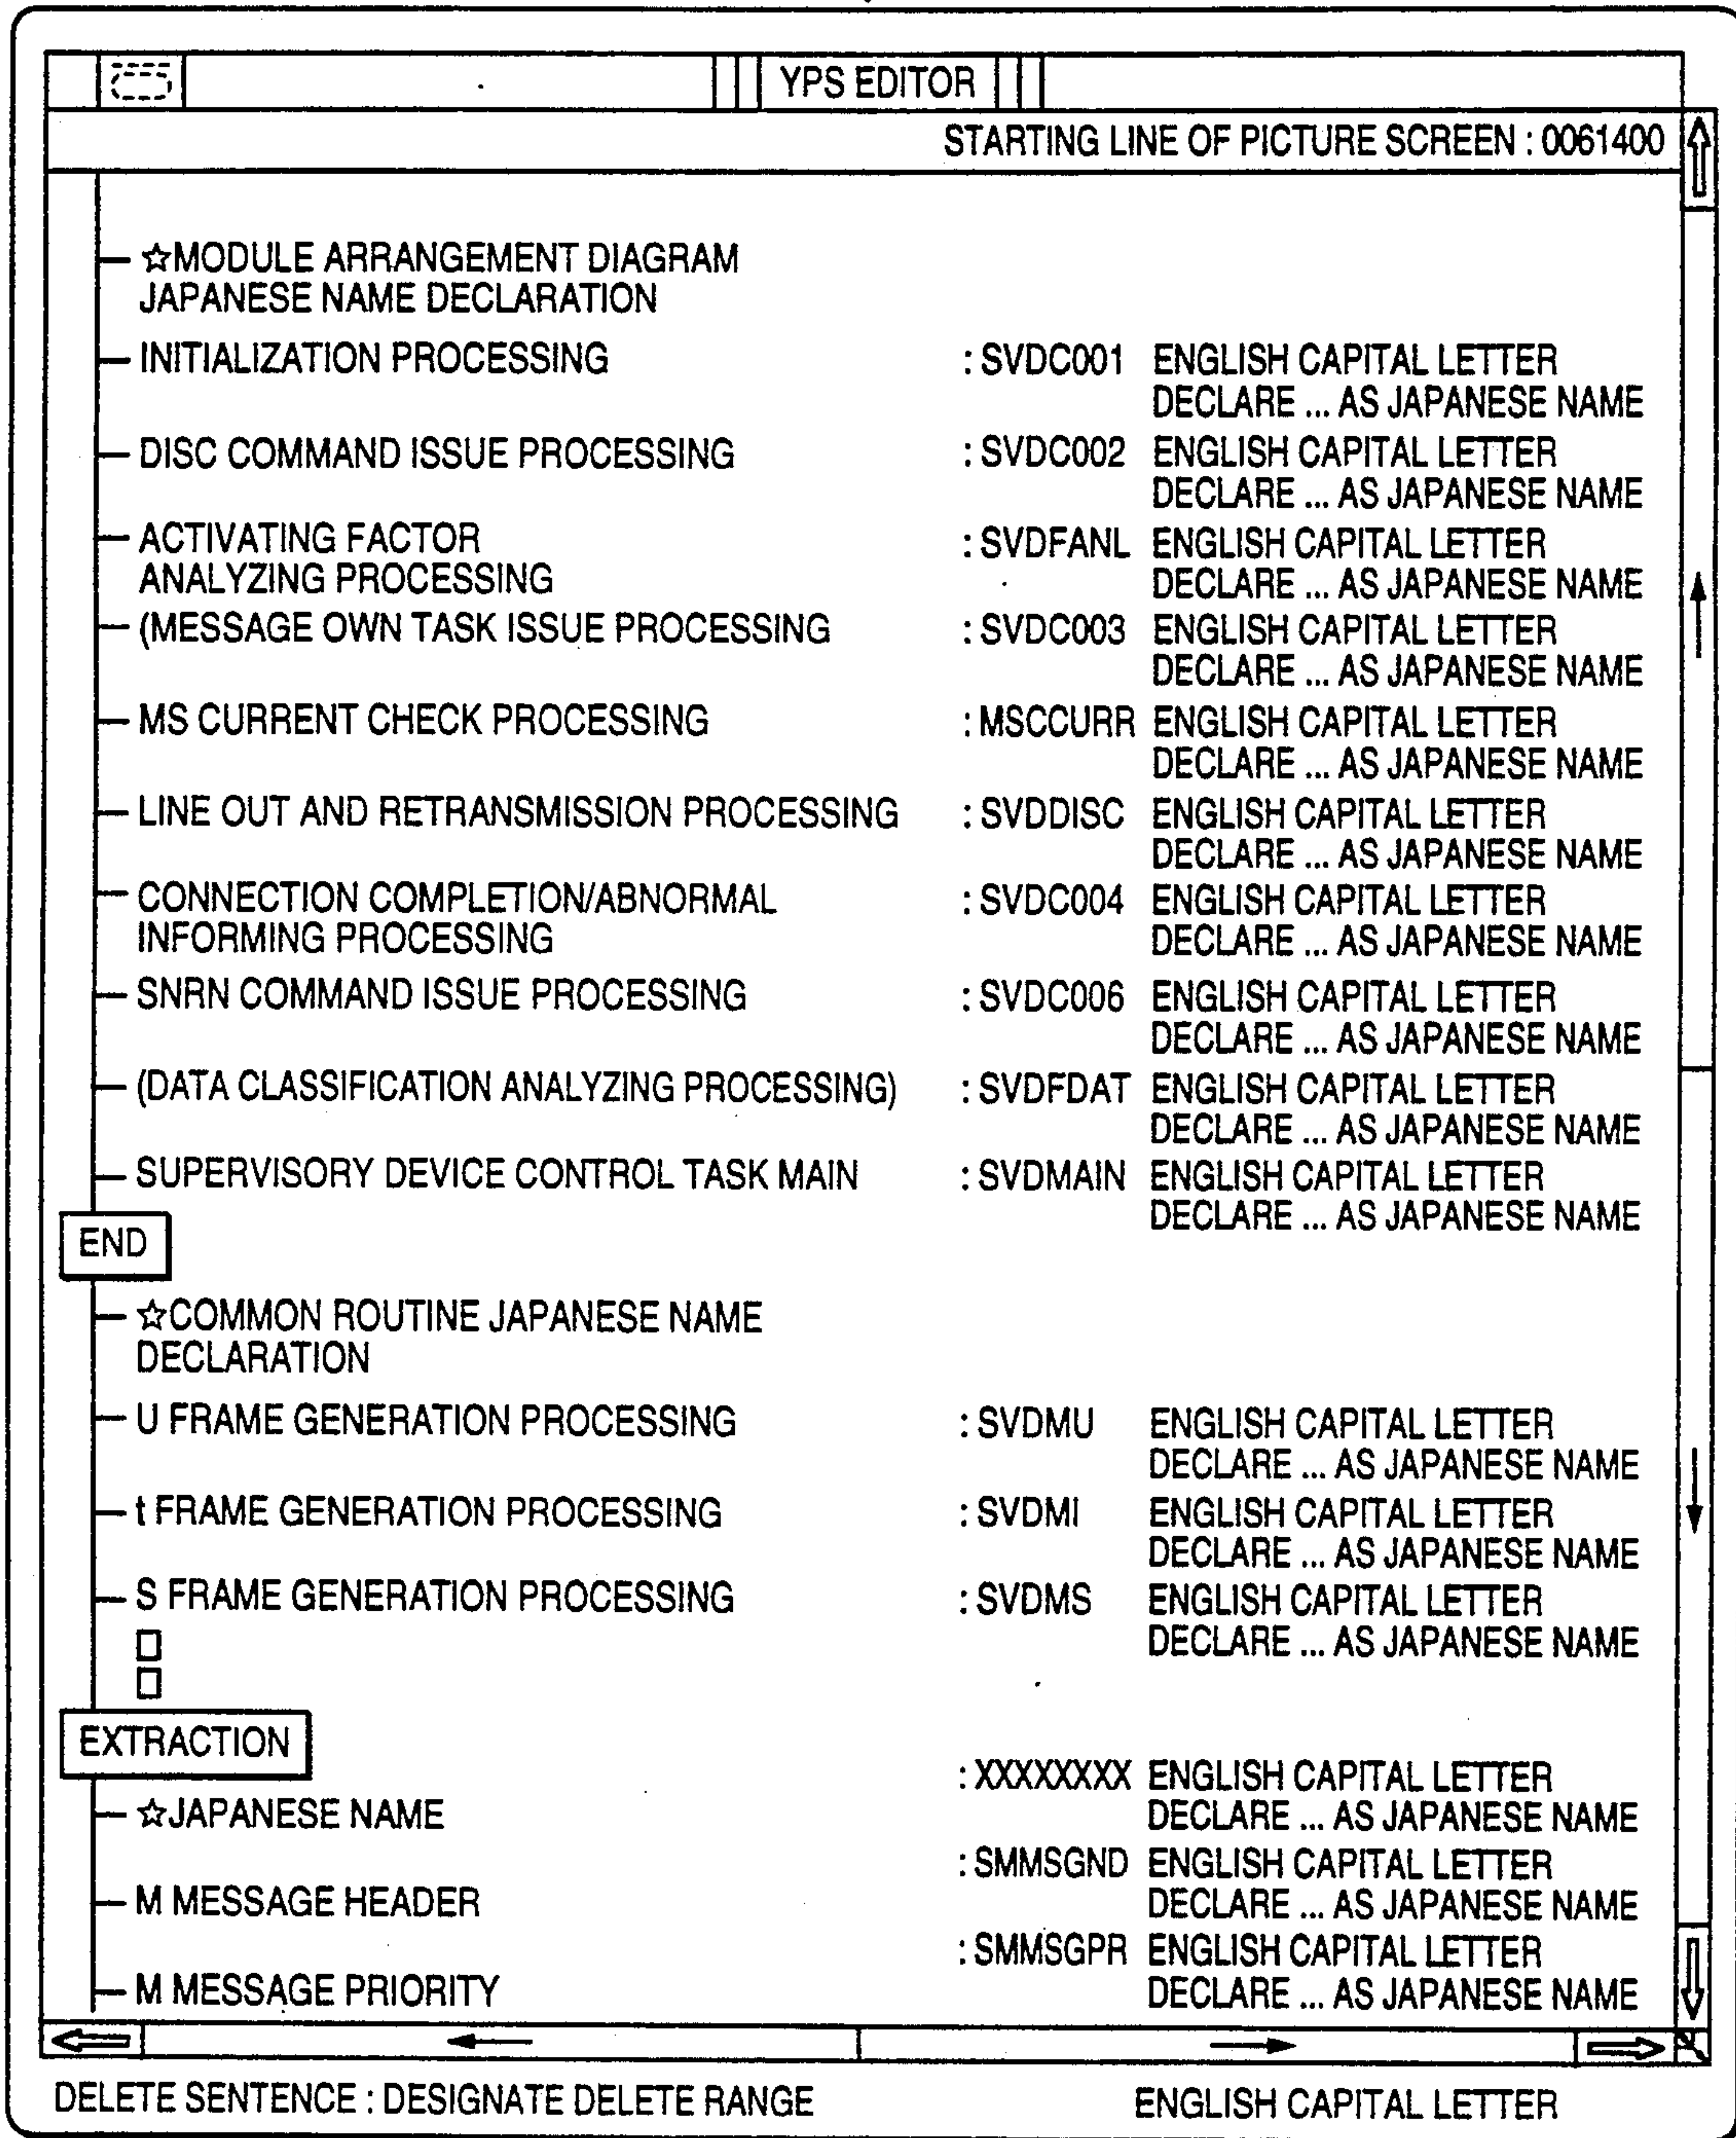 YPS EDITOR
STARTING LINE OF PICTURE SCREEN : 0061400
☆MODULE ARRANGEMENT DIAGRAM
JAPANESE NAME DECLARATION
INITIALIZATION PROCESSING : SVDC001 ENGLISH CAPITAL LETTER
DECLARE ... AS JAPANESE NAME
DISC COMMAND ISSUE PROCESSING : SVDC002 ENGLISH CAPITAL LETTER
DECLARE ... AS JAPANESE NAME
ACTIVATING FACTOR : SVDFANL ENGLISH CAPITAL LETTER
ANALYZING PROCESSING DECLARE ... AS JAPANESE NAME
(MESSAGE OWN TASK ISSUE PROCESSING : SVDC003 ENGLISH CAPITAL LETTER
DECLARE ... AS JAPANESE NAME
MS CURRENT CHECK PROCESSING : MSCCURR ENGLISH CAPITAL LETTER
DECLARE ... AS JAPANESE NAME
LINE OUT AND RETRANSMISSION PROCESSING : SVDDISC ENGLISH CAPITAL LETTER
DECLARE ... AS JAPANESE NAME
CONNECTION COMPLETION/ABNORMAL : SVDC004 ENGLISH CAPITAL LETTER
INFORMING PROCESSING DECLARE ... AS JAPANESE NAME
SNRN COMMAND ISSUE PROCESSING : SVDC006 ENGLISH CAPITAL LETTER
DECLARE ... AS JAPANESE NAME
(DATA CLASSIFICATION ANALYZING PROCESSING) : SVDFDAT ENGLISH CAPITAL LETTER
DECLARE ... AS JAPANESE NAME
SUPERVISORY DEVICE CONTROL TASK MAIN : SVDMAIN ENGLISH CAPITAL LETTER
DECLARE ... AS JAPANESE NAME
END
☆COMMON ROUTINE JAPANESE NAME
DECLARATION
U FRAME GENERATION PROCESSING : SVDMU ENGLISH CAPITAL LETTER
DECLARE ... AS JAPANESE NAME
t FRAME GENERATION PROCESSING : SVDMI ENGLISH CAPITAL LETTER
DECLARE ... AS JAPANESE NAME
S FRAME GENERATION PROCESSING : SVDMS ENGLISH CAPITAL LETTER
DECLARE ... AS JAPANESE NAME
EXTRACTION
: XXXXXXXX ENGLISH CAPITAL LETTER
☆JAPANESE NAME DECLARE ... AS JAPANESE NAME
: SMMSGND ENGLISH CAPITAL LETTER
M MESSAGE HEADER DECLARE ... AS JAPANESE NAME
: SMMSGPR ENGLISH CAPITAL LETTER
M MESSAGE PRIORITY DECLARE ... AS JAPANESE NAME
DELETE SENTENCE : DESIGNATE DELETE RANGE ENGLISH CAPITAL LETTER